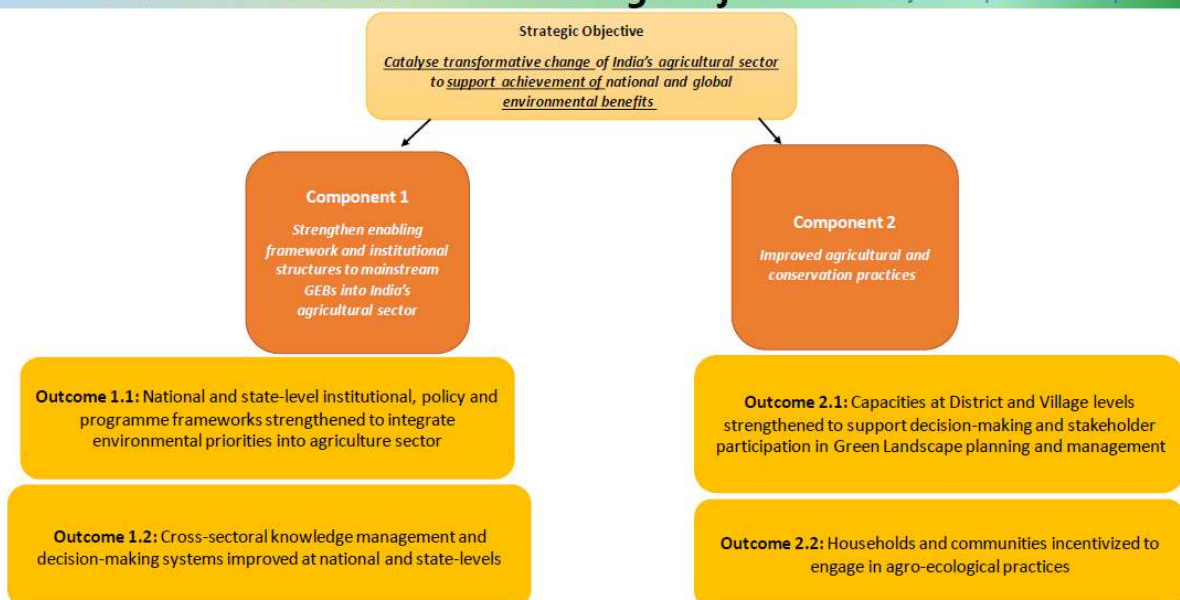 Strategic Objective
Catalyse transformative change of India's agricultural sector
to support achievement of national and global
environmental benefits
Component 1
Strengthen enabling
framework and institutional
structures to mainstream
GEBs into India's
agricultural sector
Component 2
Improved agricultural and
conservation practices
Outcome 1.1: National and state-level institutional, policy and
programme frameworks strengthened to integrate
environmental priorities into agriculture sector
Outcome 1.2: Cross-sectoral knowledge management and
decision-making systems improved at national and state-levels
Outcome 2.1: Capacities at District and Village levels
strengthened to support decision-making and stakeholder
participation in Green Landscape planning and management
Outcome 2.2: Households and communities incentivized to
engage in agro-ecological practices